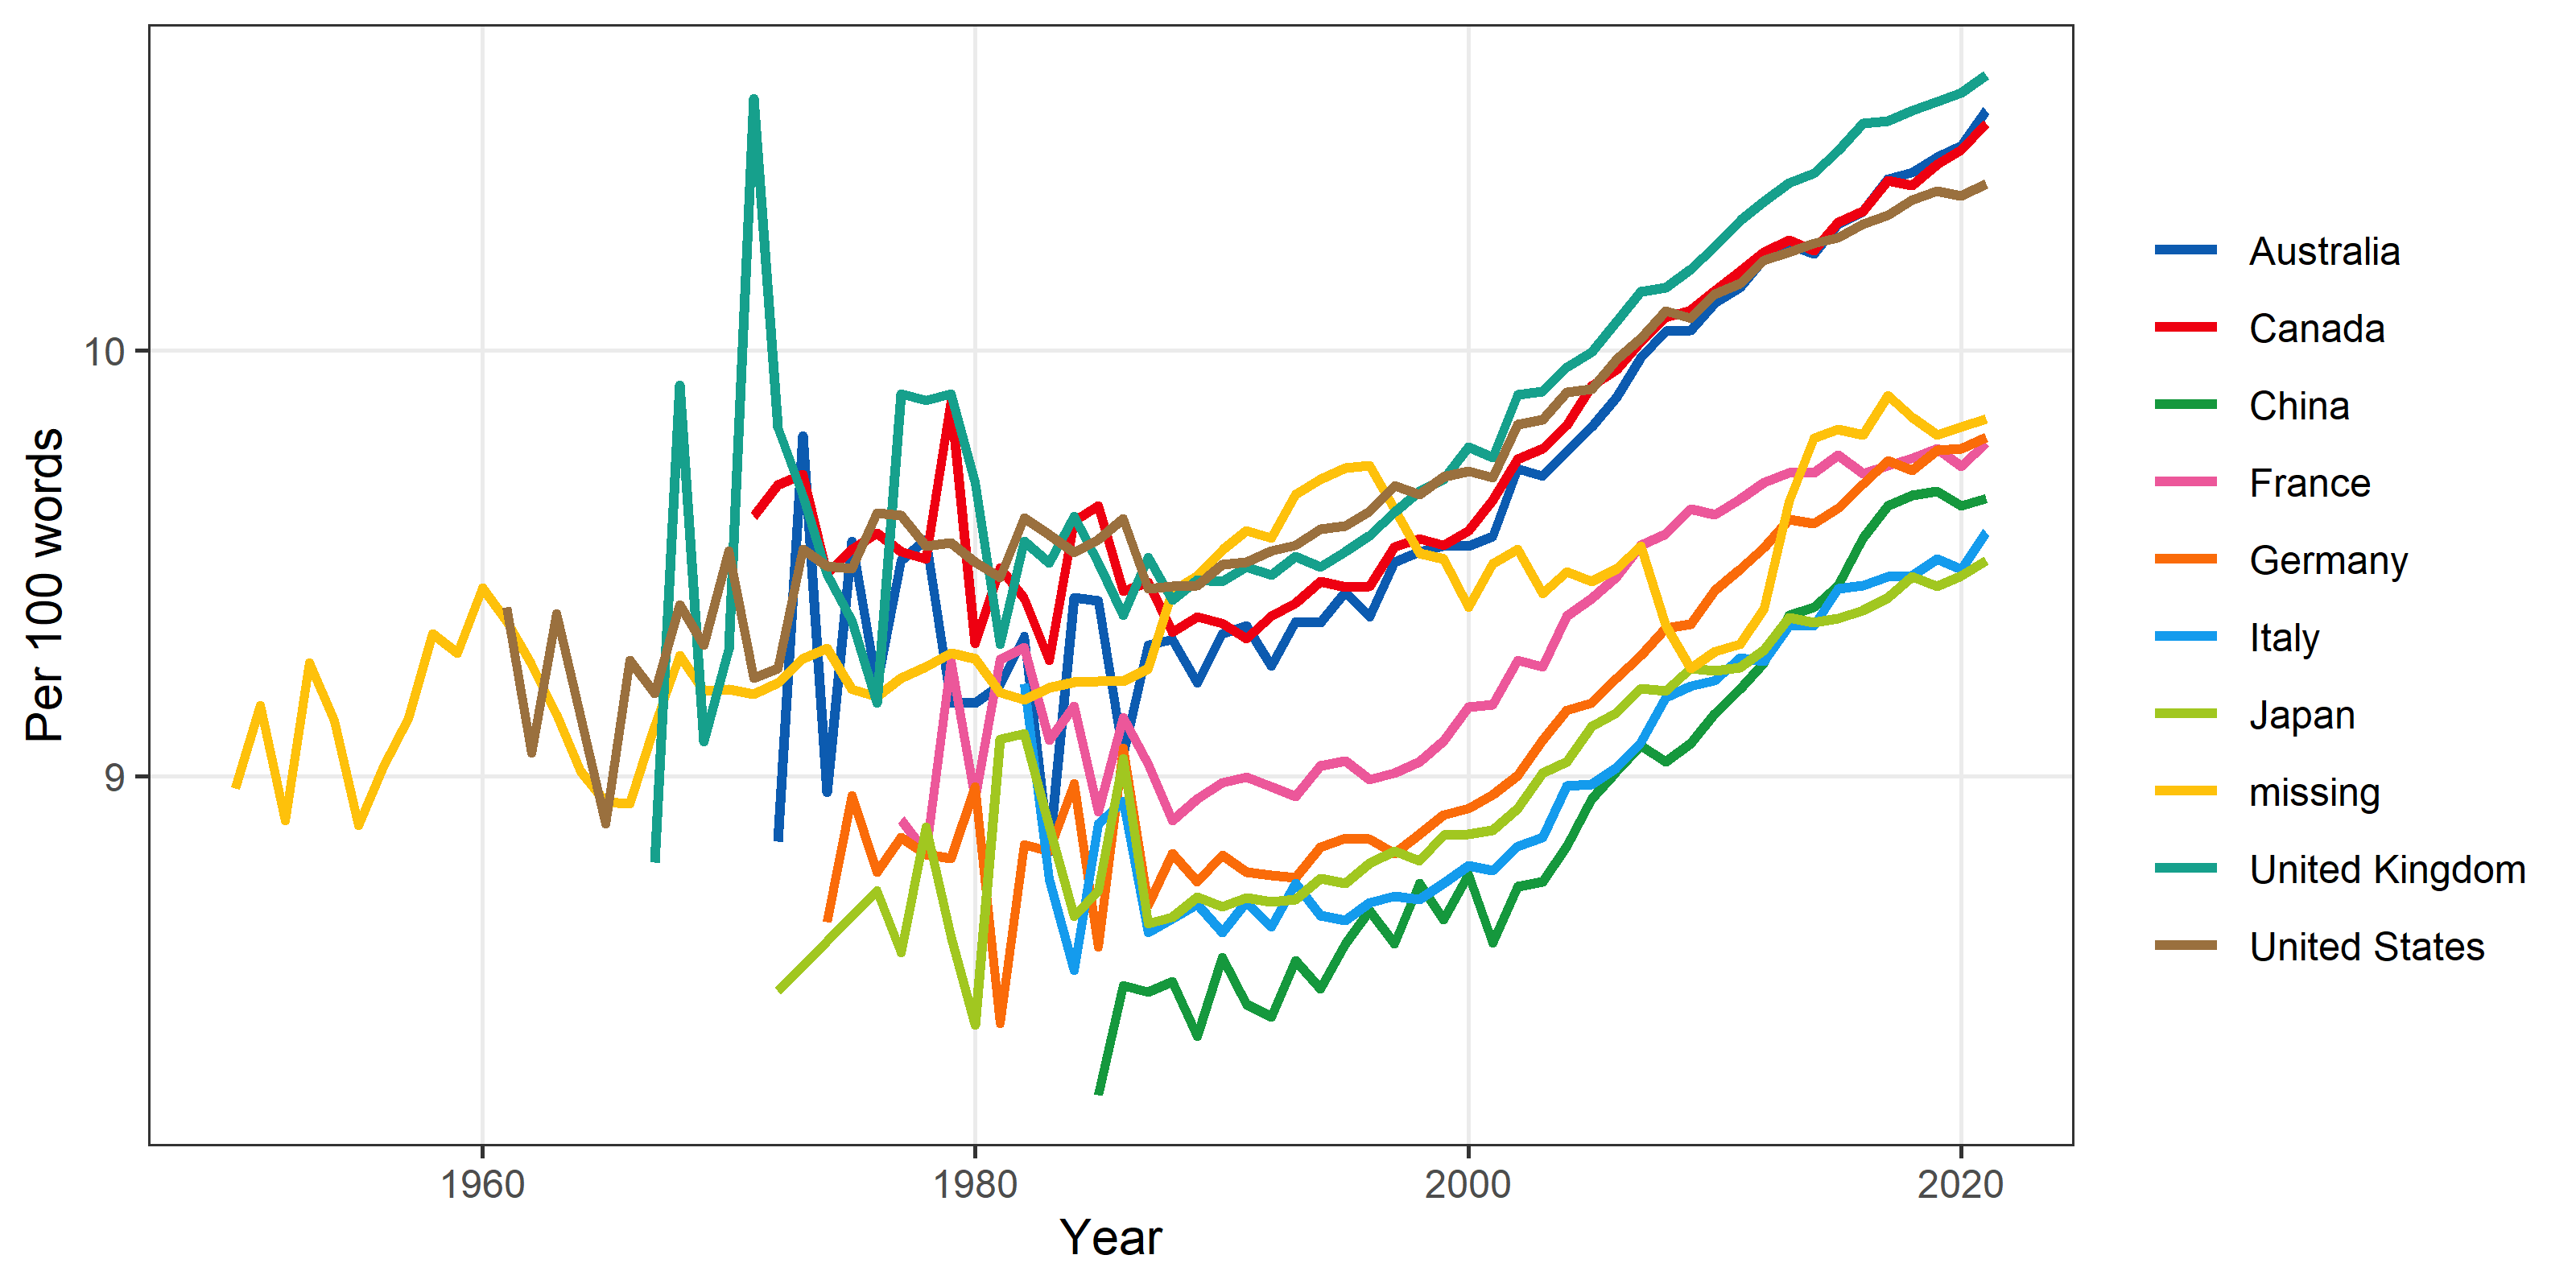 Per 100 words
10
9
1960
1980
2000
2020
Year
Australia
Canada
China
France
Germany
Italy
Japan
missing
United Kingdom
United States